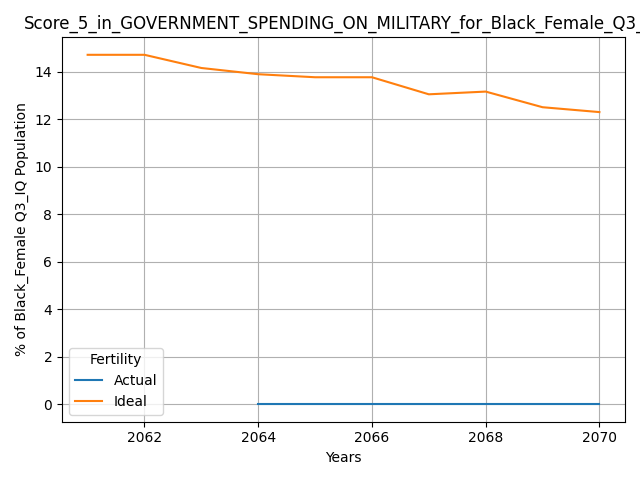 Score_5_in_GOVERNMENT_SPENDING_ON_MILITARY_for_Black_Female_Q3_
% of Black_Female Q3_IQ Population
14
12
10
8
6
4
2
0
Fertility
Actual
Ideal
2062
2064
2066
2068
2070
Years